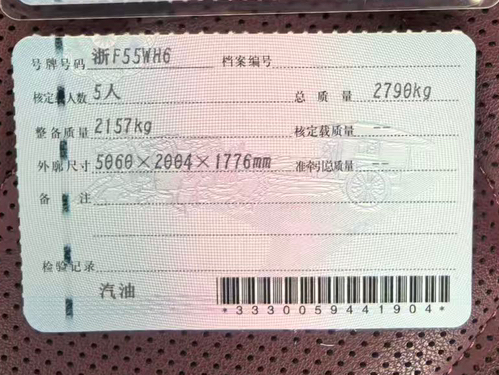 号牌号码 浙F55WH6 档案编号
核定载人数 5人 总质量 2790kg
整备质量 2157kg 核定载质量 --
外廓尺寸 5060×2004×1776mm 准牵引总质量 --
备注
检验记录
汽油
*3330059441904*